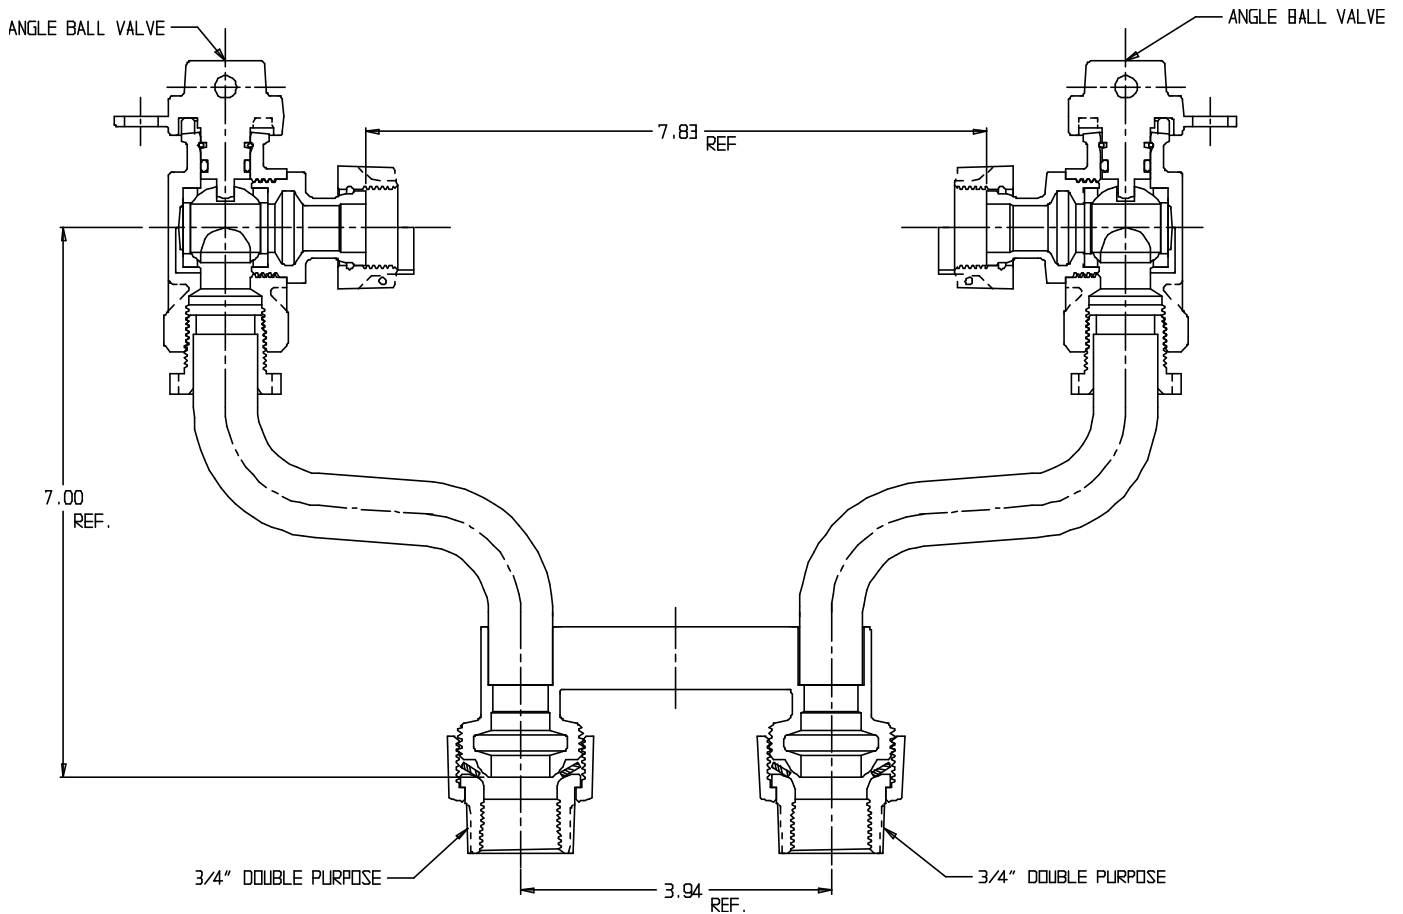 ANGLE BALL VALVE
ANGLE BALL VALVE
7.83
REF
7.00
REF.
3/4" DOUBLE PURPOSE
3/4" DOUBLE PURPOSE
3.94
REF.